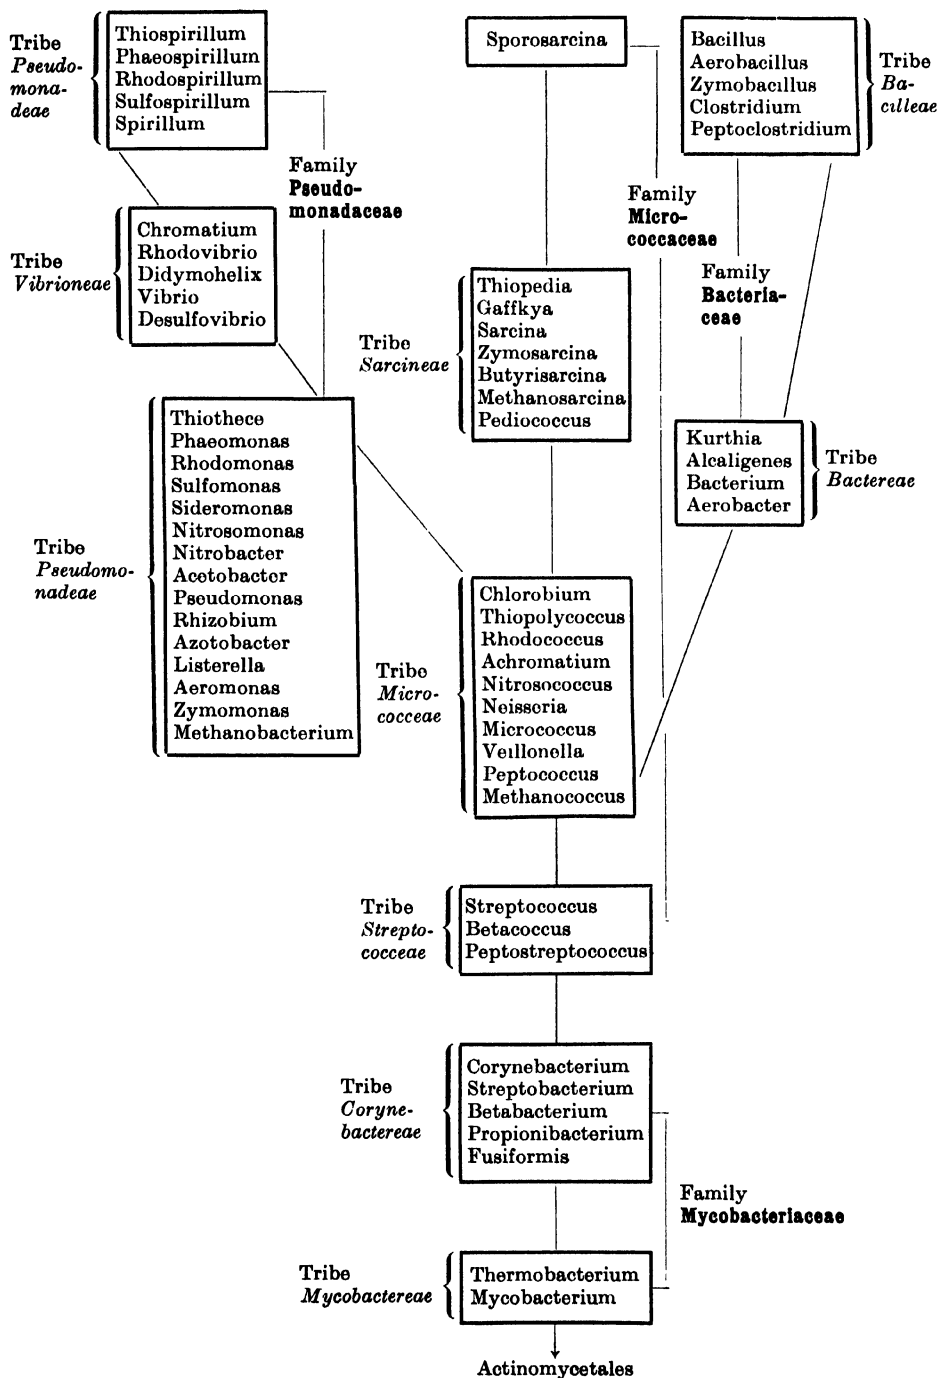 Tribe
Pseudo-
mona-
deae
Thiospirillum
Phaeospirillum
Rhodospirillum
Sulfospirillum
Spirillum
Family
Pseudo-
monadaceae
Tribe
Vibrioneae
Chromatium
Rhodovibrio
Didymohelix
Vibrio
Desulfovibrio
Tribe
Pseudomo-
nadeae
Thiothece
Phaeomonas
Rhodomonas
Sulfomonas
Sideromonas
Nitrosomonas
Nitrobacter
Acetobacter
Pseudomonas
Rhizobium
Azotobacter
Listerella
Aeromonas
Zymomonas
Methanobacterium
Sporosarcina
Family
Micro-
coccaceae
Tribe
Sarcineae
Thiopedia
Gaffkya
Sarcina
Zymosarcina
Butyrisarcina
Methanosarcina
Pediococcus
Bacillus
Aerobacillus
Zymobacillus
Clostridium
Peptoclostridium
Tribe
Ba-
cilleae
Family
Bacteria-
ceae
Kurthia
Alcaligenes
Bacterium
Aerobacter
Tribe
Bactereae
Tribe
Micro-
cocceae
Chlorobium
Thiopolycoccus
Rhodococcus
Achromatium
Nitrosococcus
Neisseria
Micrococcus
Veillonella
Peptococcus
Methanococcus
Tribe
Strepto-
cocceae
Streptococcus
Betacoccus
Peptostreptococcus
Tribe
Coryne-
bactereae
Corynebacterium
Streptobacterium
Betabacterium
Propionibacterium
Fusiformis
Family
Mycobacteriaceae
Tribe
Mycobactereae
Thermobacterium
Mycobacterium
Actinomycetales